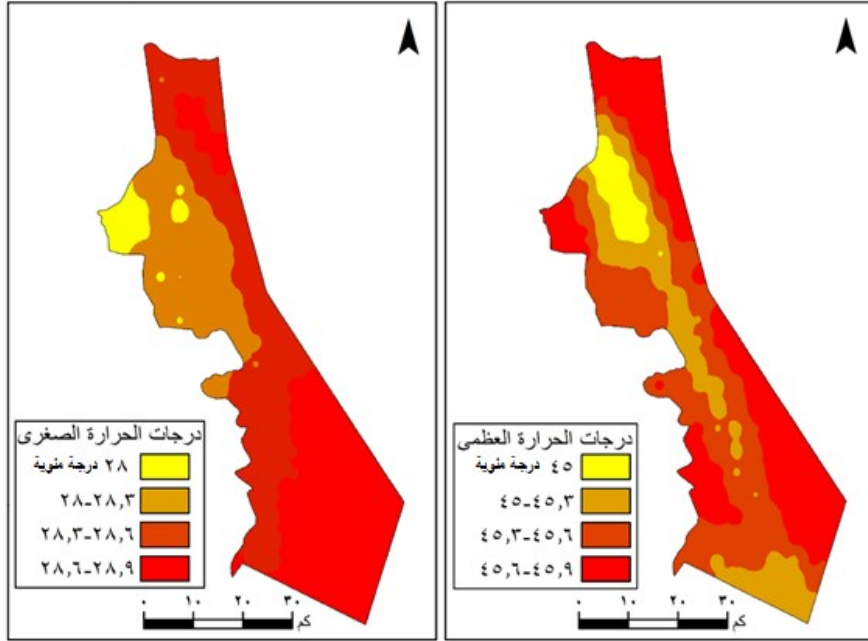 درجات الحرارة الصغرى
٢٨ درجة مئوية
٢٨-٢٨,٣
٢٨,٣-٢٨,٦
٢٨,٦-٢٨,٩
٠ ١٠ ٢٠ ٣٠
كم
درجات الحرارة العظمى
٤٥ درجة مئوية
٤٥-٤٥,٣
٤٥,٣-٤٥,٦
٤٥,٦-٤٥,٩
٠ ١٠ ٢٠ ٣٠
كم